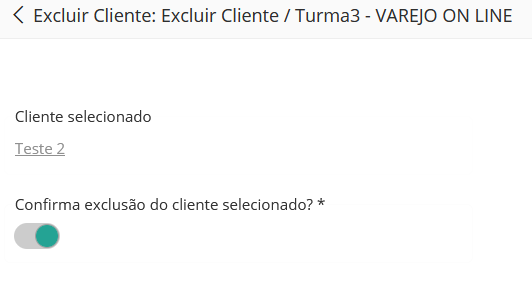 Excluir Cliente: Excluir Cliente / Turma3 - VAREJO ON LINE
Cliente selecionado
Teste 2
Confirma exclusão do cliente selecionado? *